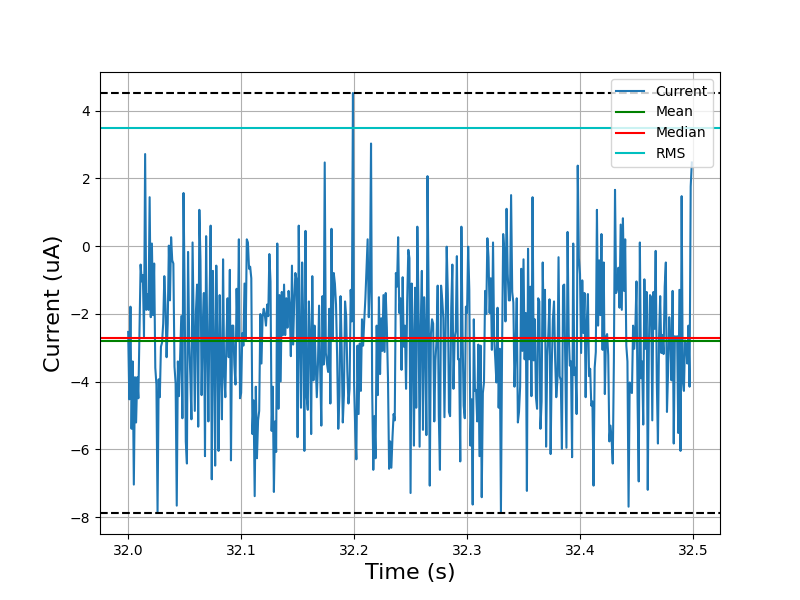 Current
Mean
Median
RMS
4
2
0
−2
−4
−6
−8
Current (uA)
32.0 32.1 32.2 32.3 32.4 32.5
Time (s)